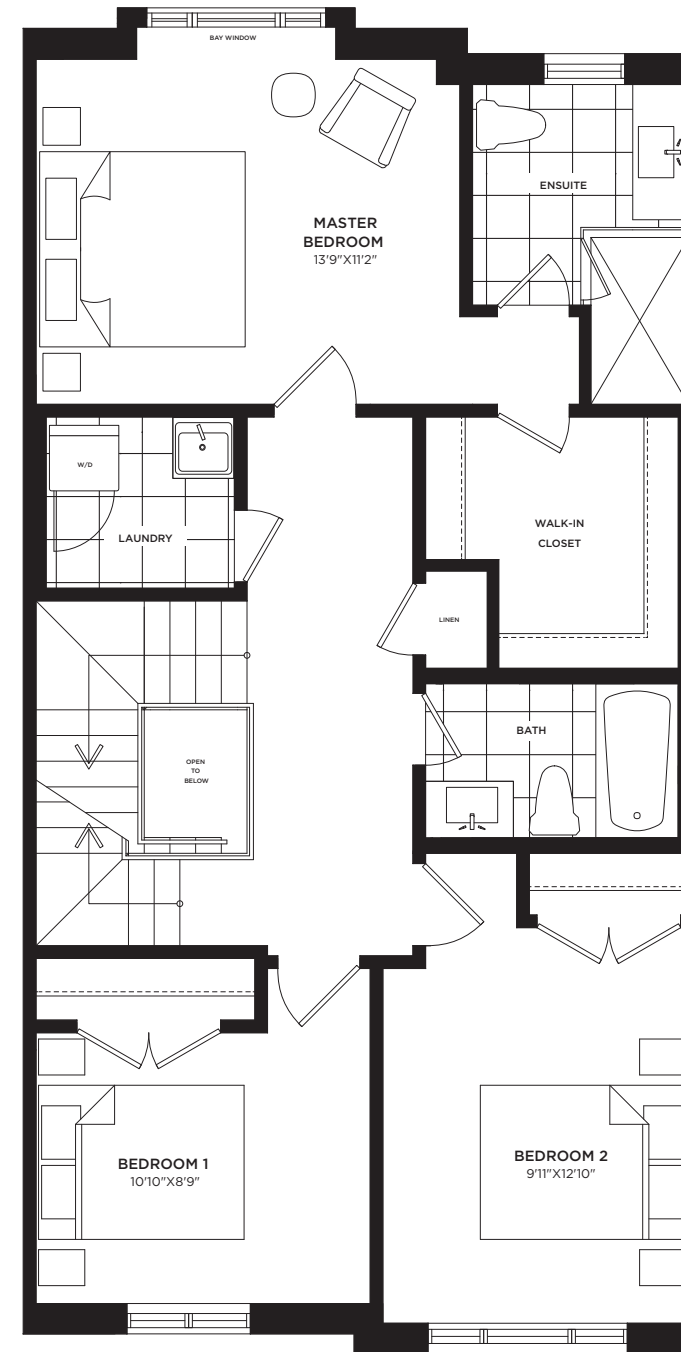 BAY WINDOW
ENSUITE
MASTER
BEDROOM
13'9"X11'2"
W/D
LAUNDRY
WALK-IN
CLOSET
LINEN
BATH
OPEN
TO
BELOW
BEDROOM 1
10'10"X8'9"
BEDROOM 2
9'11"X12'10"